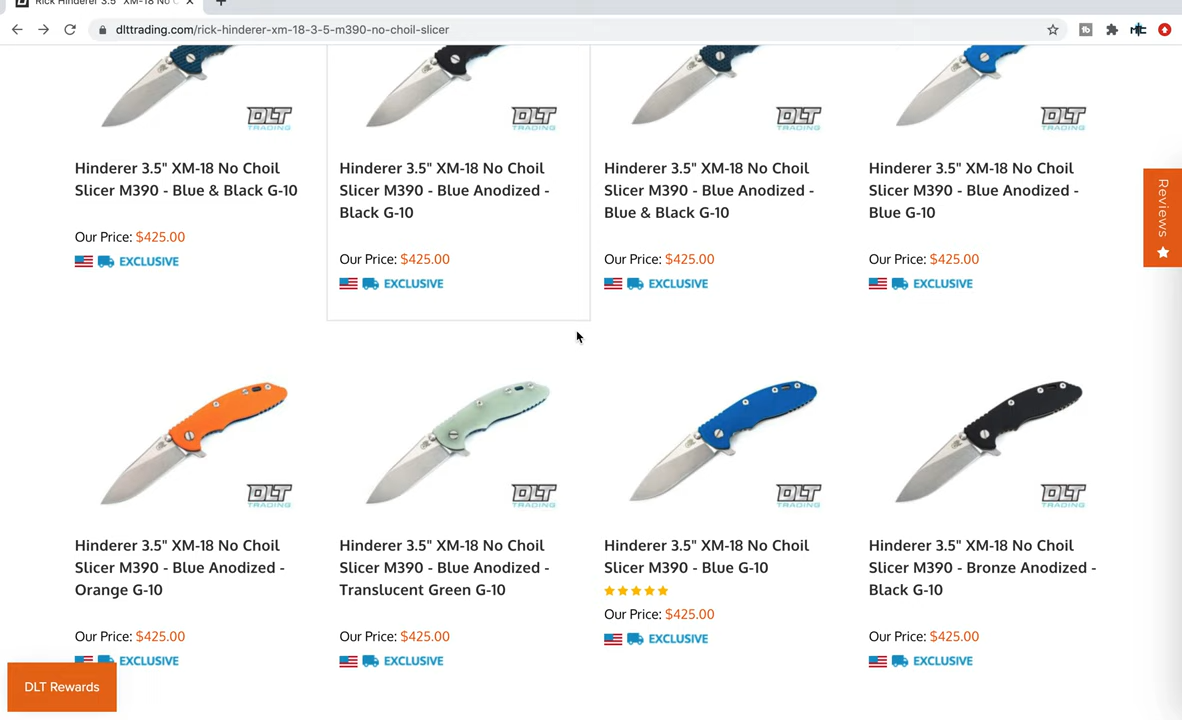 Rick Hinderer 3.5" XM-18 No C
dlttrading.com/rick-hinderer-xm-18-3-5-m390-no-choil-slicer
DLT
TRADING
DLT
TRADING
DLT
TRADING
DLT
TRADING
Hinderer 3.5" XM-18 No Choil
Slicer M390 - Blue & Black G-10
Our Price: $425.00
EXCLUSIVE
Hinderer 3.5" XM-18 No Choil
Slicer M390 - Blue Anodized -
Black G-10
Our Price: $425.00
EXCLUSIVE
Hinderer 3.5" XM-18 No Choil
Slicer M390 - Blue Anodized -
Blue & Black G-10
Our Price: $425.00
EXCLUSIVE
Hinderer 3.5" XM-18 No Choil
Slicer M390 - Blue Anodized -
Blue G-10
Our Price: $425.00
EXCLUSIVE
Reviews
DLT
TRADING
DLT
TRADING
DLT
TRADING
DLT
TRADING
Hinderer 3.5" XM-18 No Choil
Slicer M390 - Blue Anodized -
Orange G-10
Our Price: $425.00
EXCLUSIVE
Hinderer 3.5" XM-18 No Choil
Slicer M390 - Blue Anodized -
Translucent Green G-10
Our Price: $425.00
EXCLUSIVE
Hinderer 3.5" XM-18 No Choil
Slicer M390 - Blue G-10
Our Price: $425.00
EXCLUSIVE
Hinderer 3.5" XM-18 No Choil
Slicer M390 - Bronze Anodized -
Black G-10
Our Price: $425.00
EXCLUSIVE
DLT Rewards